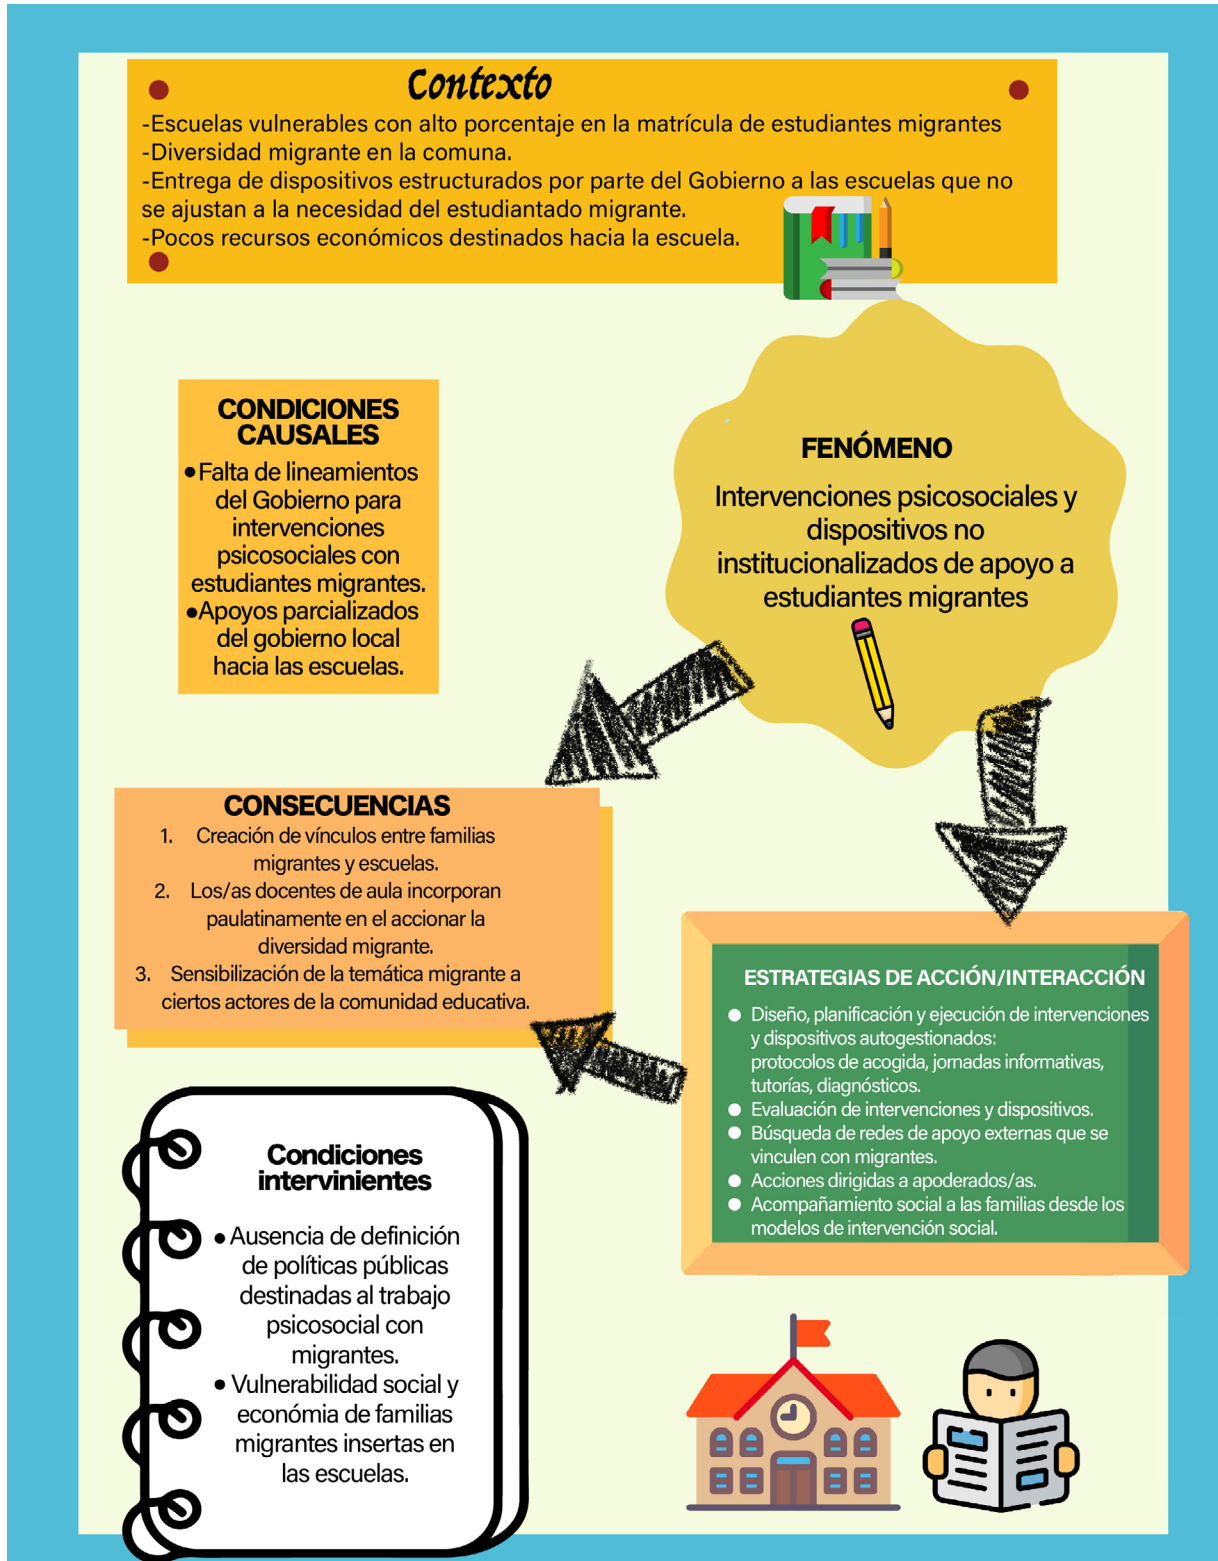 Contexto
-Escuelas vulnerables con alto porcentaje en la matrícula de estudiantes migrantes
-Diversidad migrante en la comuna.
-Entrega de dispositivos estructurados por parte del Gobierno a las escuelas que no
se ajustan a la necesidad del estudiantado migrante.
-Pocos recursos económicos destinados hacia la escuela.
CONDICIONES
CAUSALES
●Falta de lineamientos
del Gobierno para
intervenciones
psicosociales con
estudiantes migrantes.
●Apoyos parcializados
del gobierno local
hacia las escuelas.
FENÓMENO
Intervenciones psicosociales y
dispositivos no
institucionalizados de apoyo a
estudiantes migrantes
CONSECUENCIAS
1. Creación de vínculos entre familias
migrantes y escuelas.
2. Los/as docentes de aula incorporan
paulatinamente en el accionar la
diversidad migrante.
3. Sensibilización de la temática migrante a
ciertos actores de la comunidad educativa.
ESTRATEGIAS DE ACCIÓN/INTERACCIÓN
● Diseño, planificación y ejecución de intervenciones
y dispositivos autogestionados:
protocolos de acogida, jornadas informativas,
tutorías, diagnósticos.
● Evaluación de intervenciones y dispositivos.
● Búsqueda de redes de apoyo externas que se
vinculen con migrantes.
● Acciones dirigidas a apoderados/as.
● Acompañamiento social a las familias desde los
modelos de intervención social.
Condiciones
intervinientes
● Ausencia de definición
de políticas públicas
destinadas al trabajo
psicosocial con
migrantes.
● Vulnerabilidad social y
económia de familias
migrantes insertas en
las escuelas.